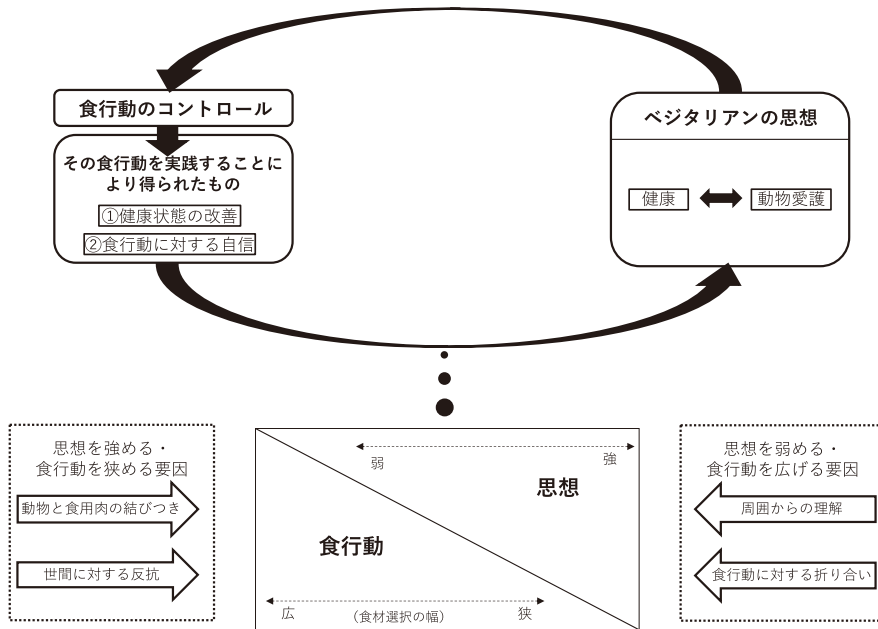 食行動のコントロール
その食行動を実践することに
より得られたもの
①健康状態の改善
②食行動に対する自信
ベジタリアンの思想
健康
動物愛護
思想を強める・
食行動を狭める要因
動物と食用肉の結びつき
世間に対する反抗
弱
強
思想
食行動
広
(食材選択の幅)
狭
思想を弱める・
食行動を広げる要因
周囲からの理解
食行動に対する折り合い